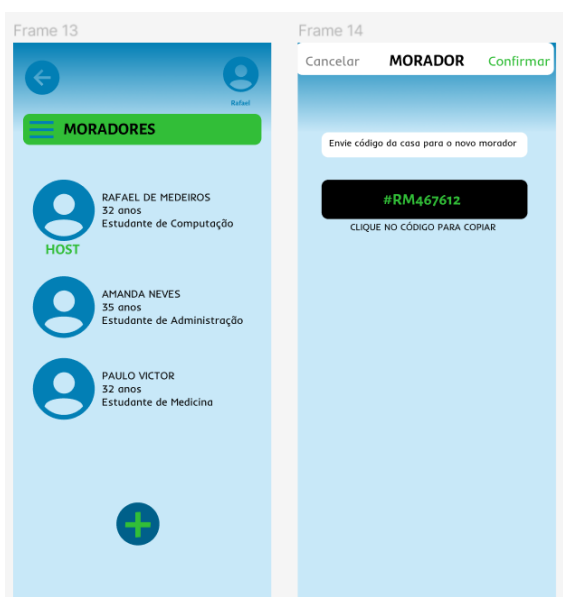 Frame 13
Rafael
MORADORES
RAFAEL DE MEDEIROS
32 anos
Estudante de Computação
HOST
AMANDA NEVES
35 anos
Estudante de Administração
PAULO VICTOR
32 anos
Estudante de Medicina
Frame 14
Cancelar MORADOR Confirmar
Envie código da casa para o novo morador
#RM467612
CLIQUE NO CÓDIGO PARA COPIAR